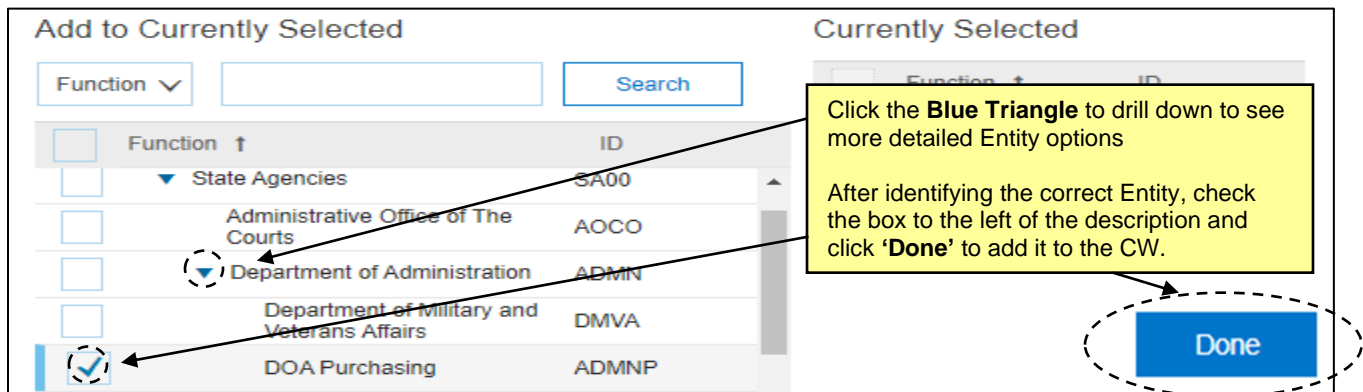 Add to Currently Selected
Currently Selected
Function
Search
Function ↑ ID
Function ↑ ID
State Agencies SA00
Administrative Office of The
Courts
AOCO
Department of Administration ADMN
Department of Military and
Veterans Affairs
DMVA
DOA Purchasing ADMNP
Click the Blue Triangle to drill down to see
more detailed Entity options
After identifying the correct Entity, check
the box to the left of the description and
click ‘Done’ to add it to the CW.
Done